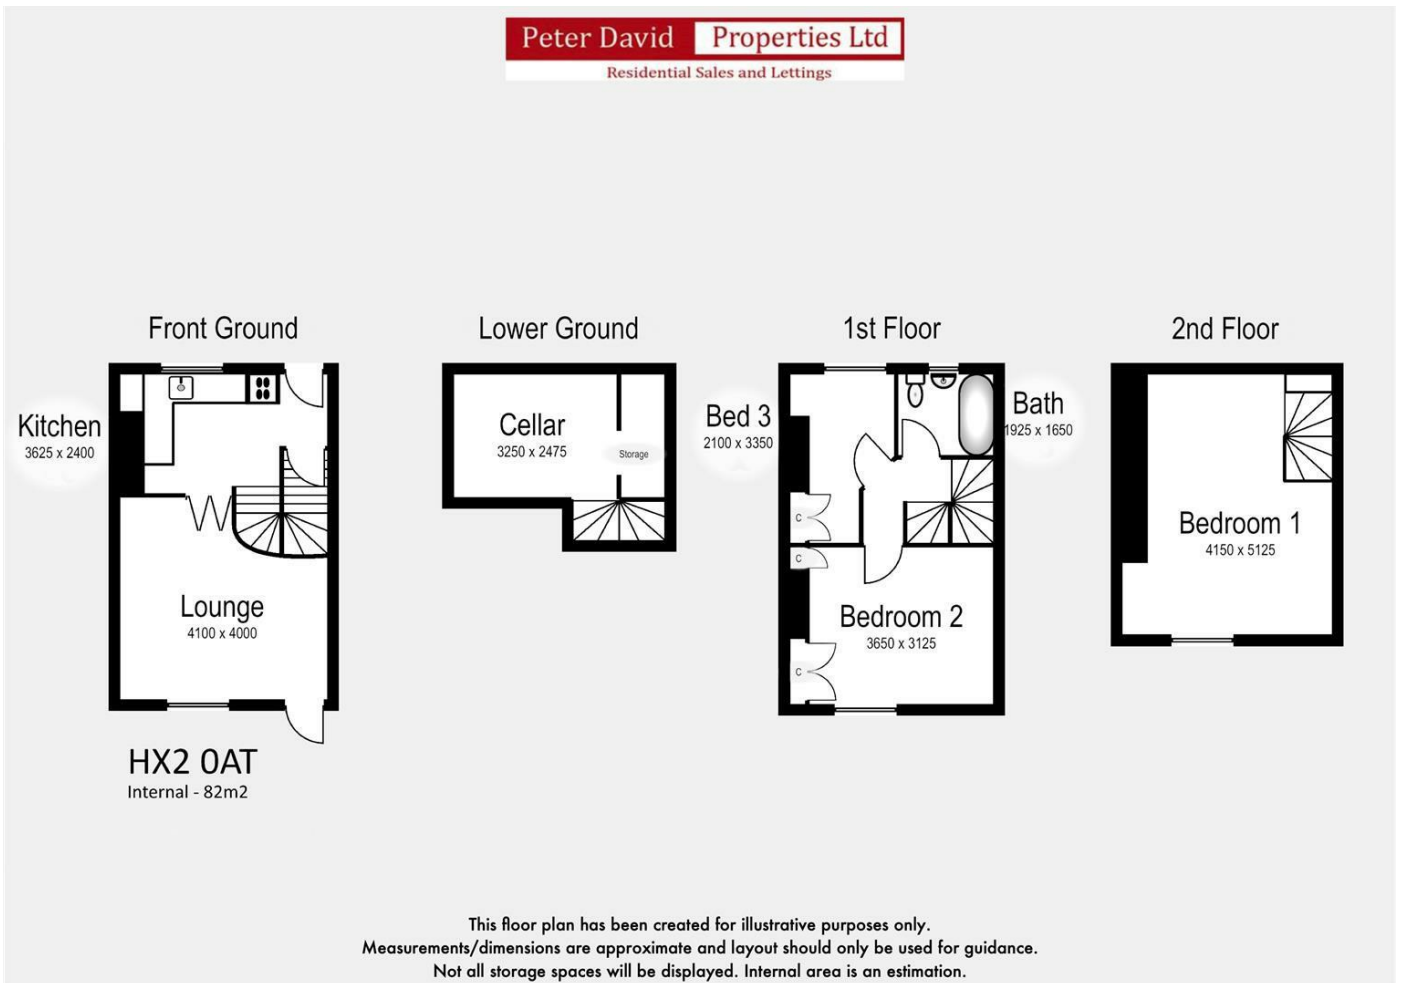 Peter David Properties Ltd
Residential Sales and Lettings
Front Ground
Kitchen
3625 x 2400
Lounge
4100 x 4000
HX2 0AT
Internal - 82m2
Lower Ground
Cellar
3250 x 2475
Storage
1st Floor
Bed 3
2100 x 3350
Bath
1925 x 1650
C
C
Bedroom 2
3650 x 3125
C
2nd Floor
Bedroom 1
4150 x 5125
This floor plan has been created for illustrative purposes only.
Measurements/dimensions are approximate and layout should only be used for guidance.
Not all storage spaces will be displayed. Internal area is an estimation.